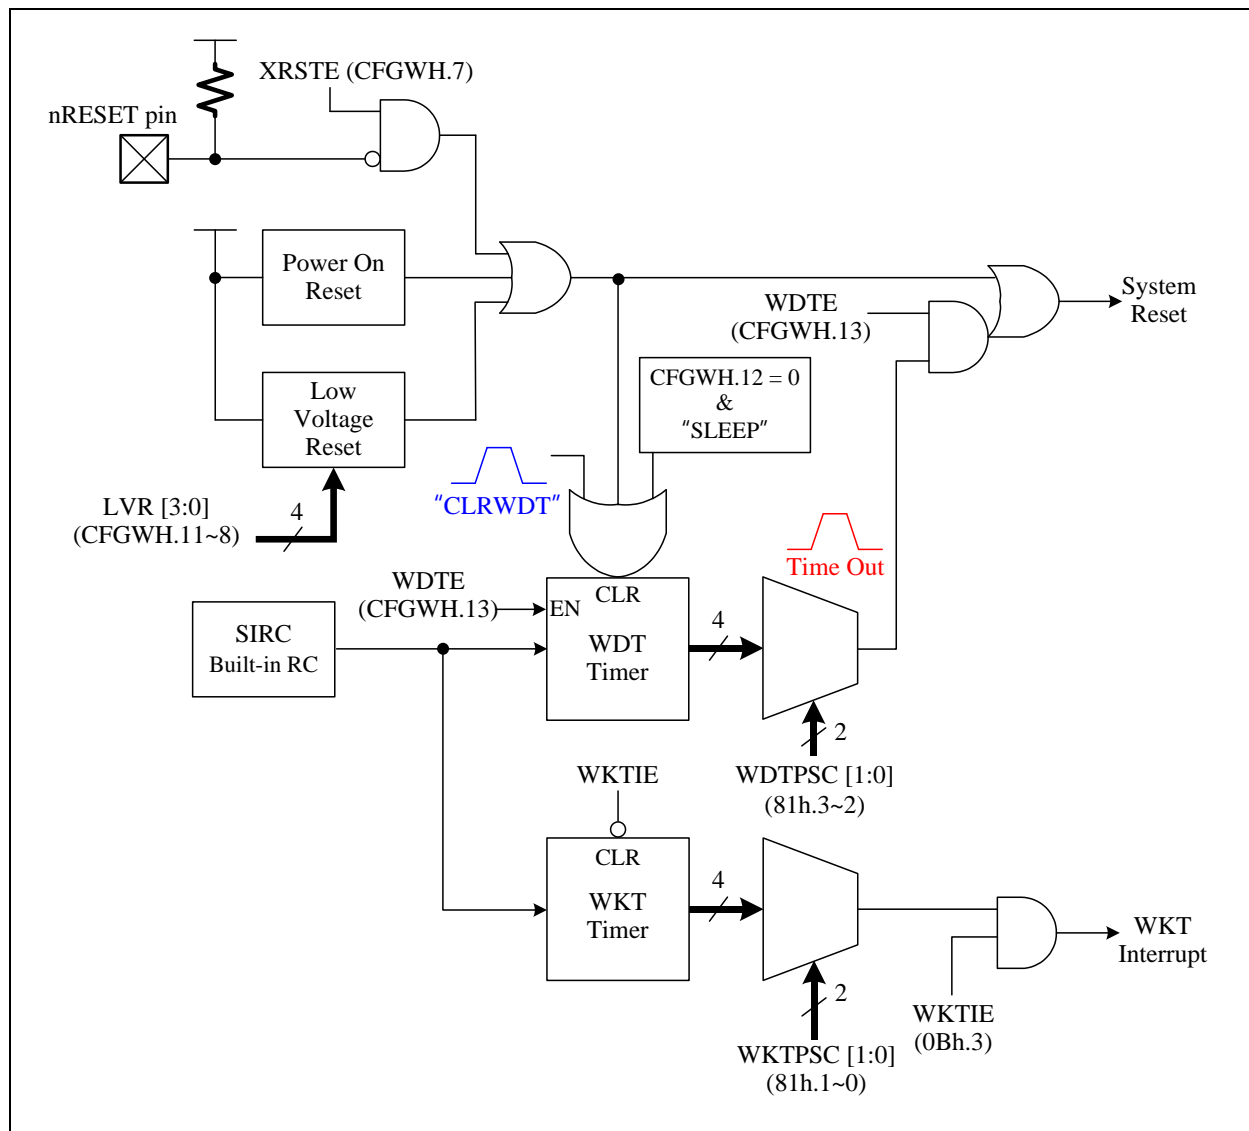 XRSTE (CFGWH.7)
nRESET pin
Power On
Reset
Low
Voltage
Reset
LVR [3:0]
(CFGWH.11~8)
4
WDTE
(CFGWH.13)
System
Reset
CFGWH.12 = 0
&
"SLEEP"
"CLRWDT"
Time Out
WDTE
(CFGWH.13)
EN
CLR
WDT
Timer
4
SIRC
Built-in RC
2
WDTPSC [1:0]
(81h.3~2)
WKTIE
CLR
WKT
Timer
4
2
WKTPSC [1:0]
(81h.1~0)
WKTIE
(0Bh.3)
WKT
Interrupt